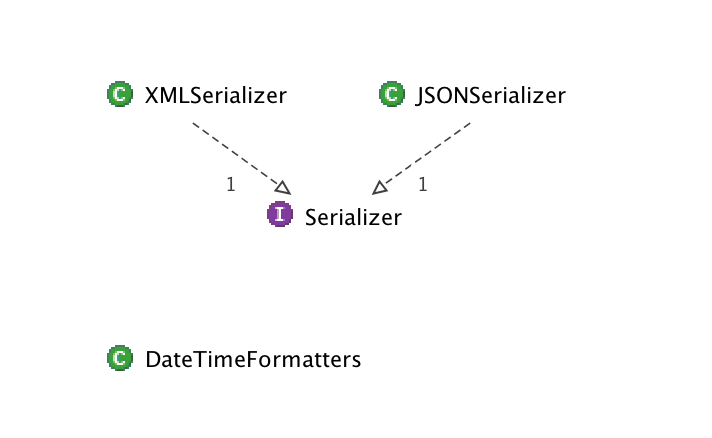 C XMLSerializer
C JSONSerializer
1
1
I Serializer
C DateTimeFormatters